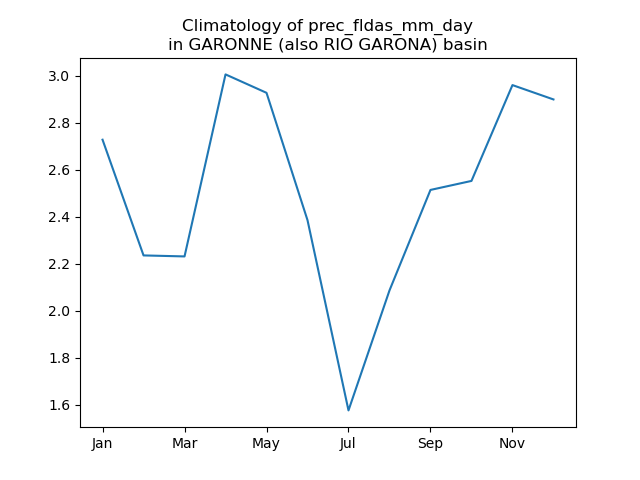 Climatology of prec_fldas_mm_day
in GARONNE (also RIO GARONA) basin
3.0
2.8
2.6
2.4
2.2
2.0
1.8
1.6
Jan Mar May Jul Sep Nov